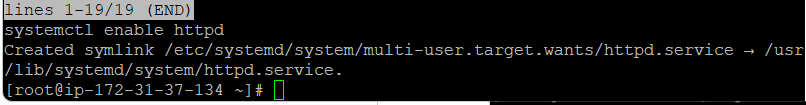 lines 1-19/19 (END)
systemctl enable httpd
Created symlink /etc/systemd/system/multi-user.target.wants/httpd.service → /usr
/lib/systemd/system/httpd.service.
[root@ip-172-31-37-134 ~]#